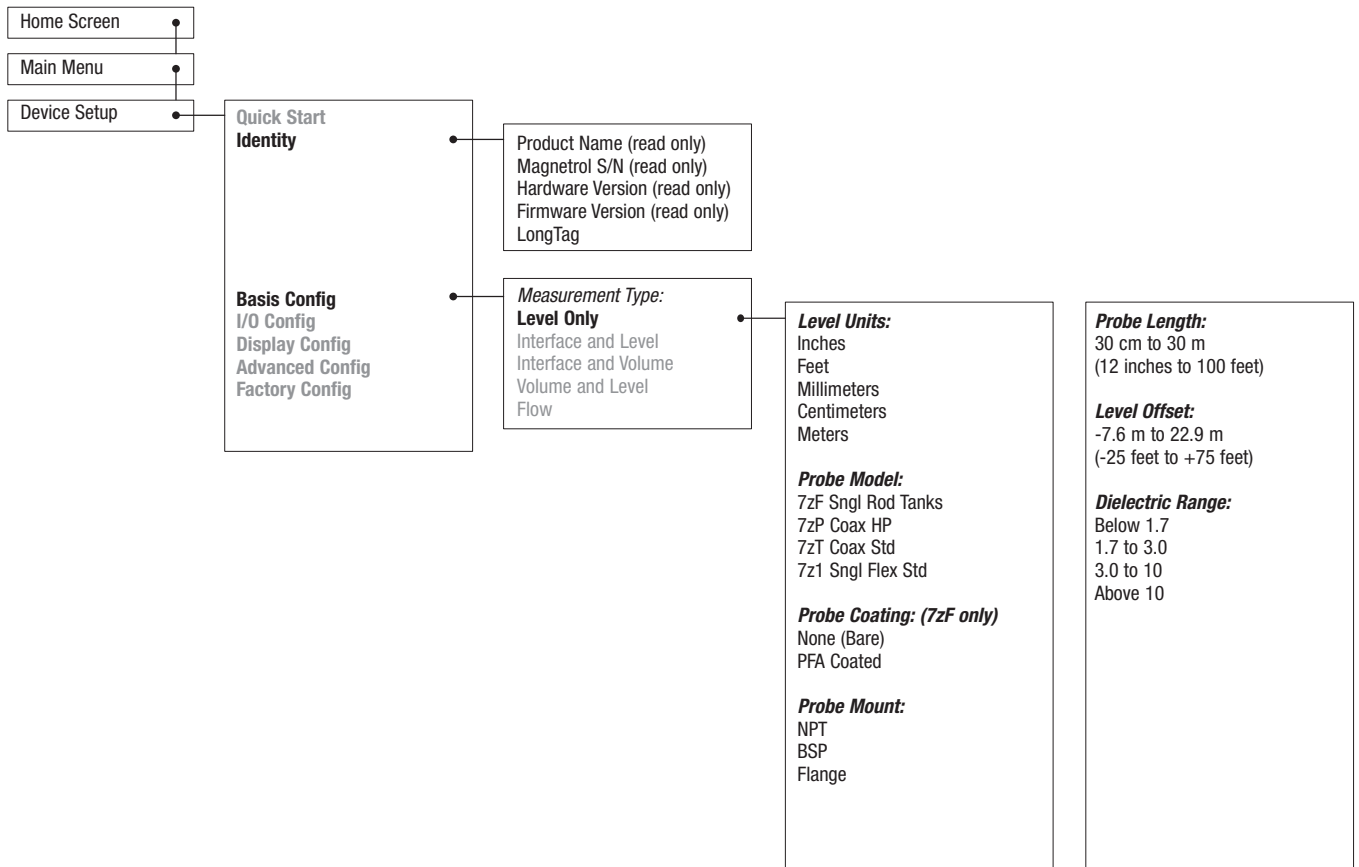 Home Screen
Main Menu
Device Setup
Quick Start
Identity
Basis Config
I/O Config
Display Config
Advanced Config
Factory Config
Product Name (read only)
Magnetrol S/N (read only)
Hardware Version (read only)
Firmware Version (read only)
LongTag
Measurement Type:
Level Only
Interface and Level
Interface and Volume
Volume and Level
Flow
Level Units:
Inches
Feet
Millimeters
Centimeters
Meters
Probe Model:
7zF Sngl Rod Tanks
7zP Coax HP
7zT Coax Std
7z1 Sngl Flex Std
Probe Coating: (7zF only)
None (Bare)
PFA Coated
Probe Mount:
NPT
BSP
Flange
Probe Length:
30 cm to 30 m
(12 inches to 100 feet)
Level Offset:
-7.6 m to 22.9 m
(-25 feet to +75 feet)
Dielectric Range:
Below 1.7
1.7 to 3.0
3.0 to 10
Above 10